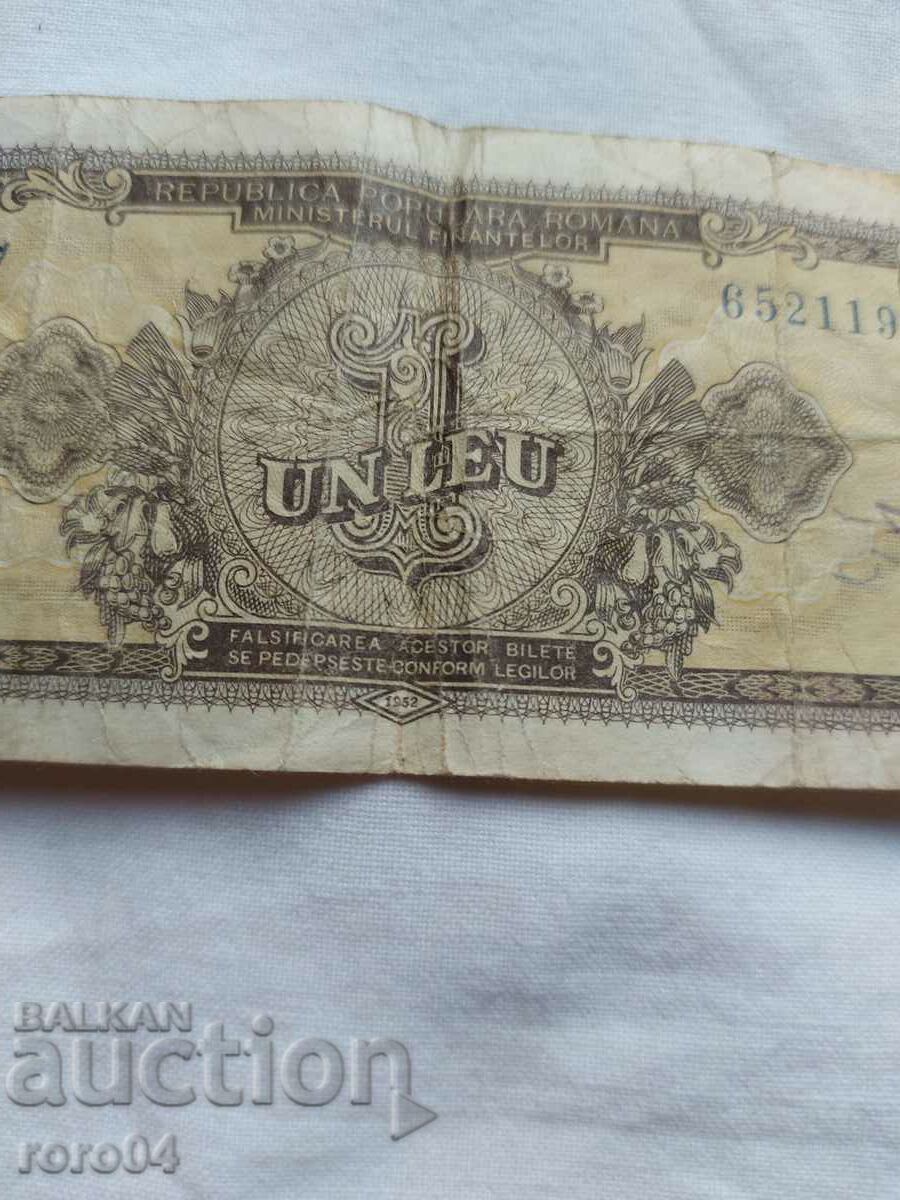 REPUBLICA POPULARA ROMANA
MINISTERUL FINANTELOR
652119
1
UN LEU
FALSIFICAREA ACESTOR BILETE
SE PEDEPSESTE CONFORM LEGILOR
1952
BALKAN
auction
roro04